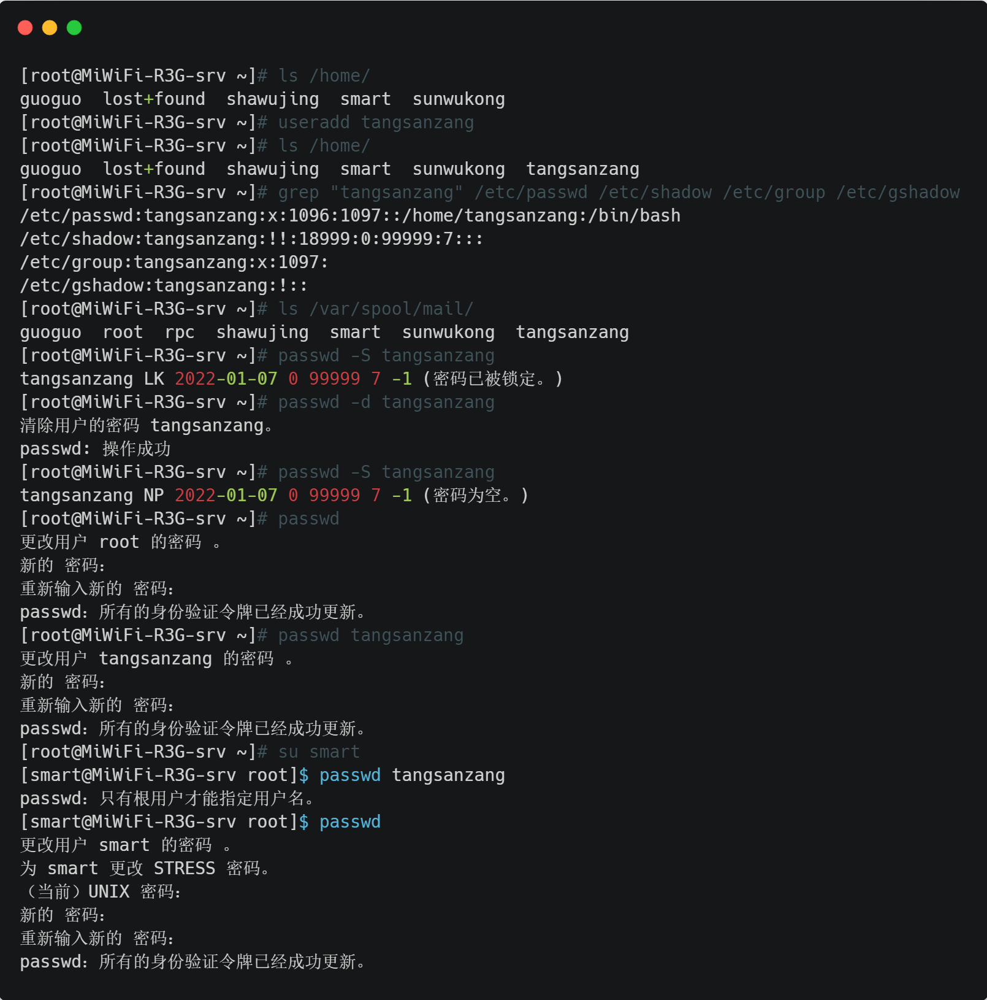 [root@MiWiFi-R3G-srv ~]# ls /home/
guoguo  lost+found  shawujing  smart  sunwukong
[root@MiWiFi-R3G-srv ~]# useradd tangsanzang
[root@MiWiFi-R3G-srv ~]# ls /home/
guoguo  lost+found  shawujing  smart  sunwukong  tangsanzang
[root@MiWiFi-R3G-srv ~]# grep "tangsanzang" /etc/passwd /etc/shadow /etc/group /etc/gshadow
/etc/passwd:tangsanzang:x:1096:1097::/home/tangsanzang:/bin/bash
/etc/shadow:tangsanzang:!!:18999:0:99999:7:::
/etc/group:tangsanzang:x:1097:
/etc/gshadow:tangsanzang:!::
[root@MiWiFi-R3G-srv ~]# ls /var/spool/mail/
guoguo  root  rpc  shawujing  smart  sunwukong  tangsanzang
[root@MiWiFi-R3G-srv ~]# passwd -S tangsanzang
tangsanzang LK 2022-01-07 0 99999 7 -1 (密码已被锁定。)
[root@MiWiFi-R3G-srv ~]# passwd -d tangsanzang
清除用户的密码 tangsanzang。
passwd: 操作成功
[root@MiWiFi-R3G-srv ~]# passwd -S tangsanzang
tangsanzang NP 2022-01-07 0 99999 7 -1 (密码为空。)
[root@MiWiFi-R3G-srv ~]# passwd
更改用户 root 的密码 。
新的 密码：
重新输入新的 密码：
passwd：所有的身份验证令牌已经成功更新。
[root@MiWiFi-R3G-srv ~]# passwd tangsanzang
更改用户 tangsanzang 的密码 。
新的 密码：
重新输入新的 密码：
passwd：所有的身份验证令牌已经成功更新。
[root@MiWiFi-R3G-srv ~]# su smart
[smart@MiWiFi-R3G-srv root]$ passwd tangsanzang
passwd：只有根用户才能指定用户名。
[smart@MiWiFi-R3G-srv root]$ passwd
更改用户 smart 的密码 。
为 smart 更改 STRESS 密码。
（当前）UNIX 密码：
新的 密码：
重新输入新的 密码：
passwd：所有的身份验证令牌已经成功更新。